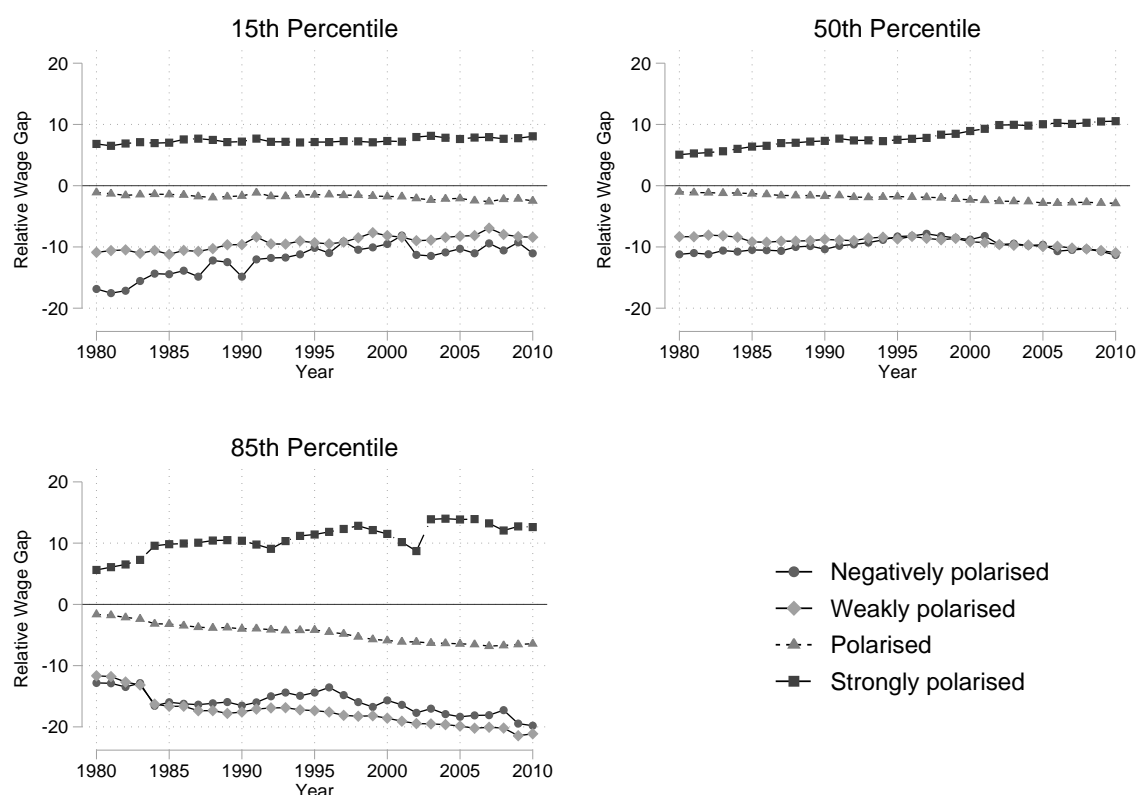 15th Percentile
20
10
0
-10
-20
Relative Wage Gap
1980 1985 1990 1995 2000 2005 2010
Year
50th Percentile
20
10
0
-10
-20
Relative Wage Gap
1980 1985 1990 1995 2000 2005 2010
Year
85th Percentile
20
10
0
-10
-20
Relative Wage Gap
1980 1985 1990 1995 2000 2005 2010
Year
Negatively polarised
Weakly polarised
Polarised
Strongly polarised